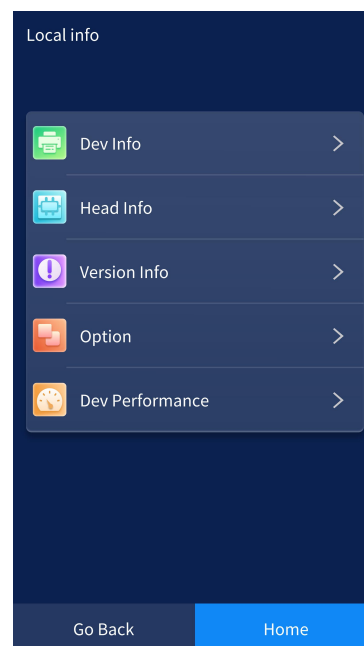 Local info
Dev Info
Head Info
Version Info
Option
Dev Performance
Go Back
Home